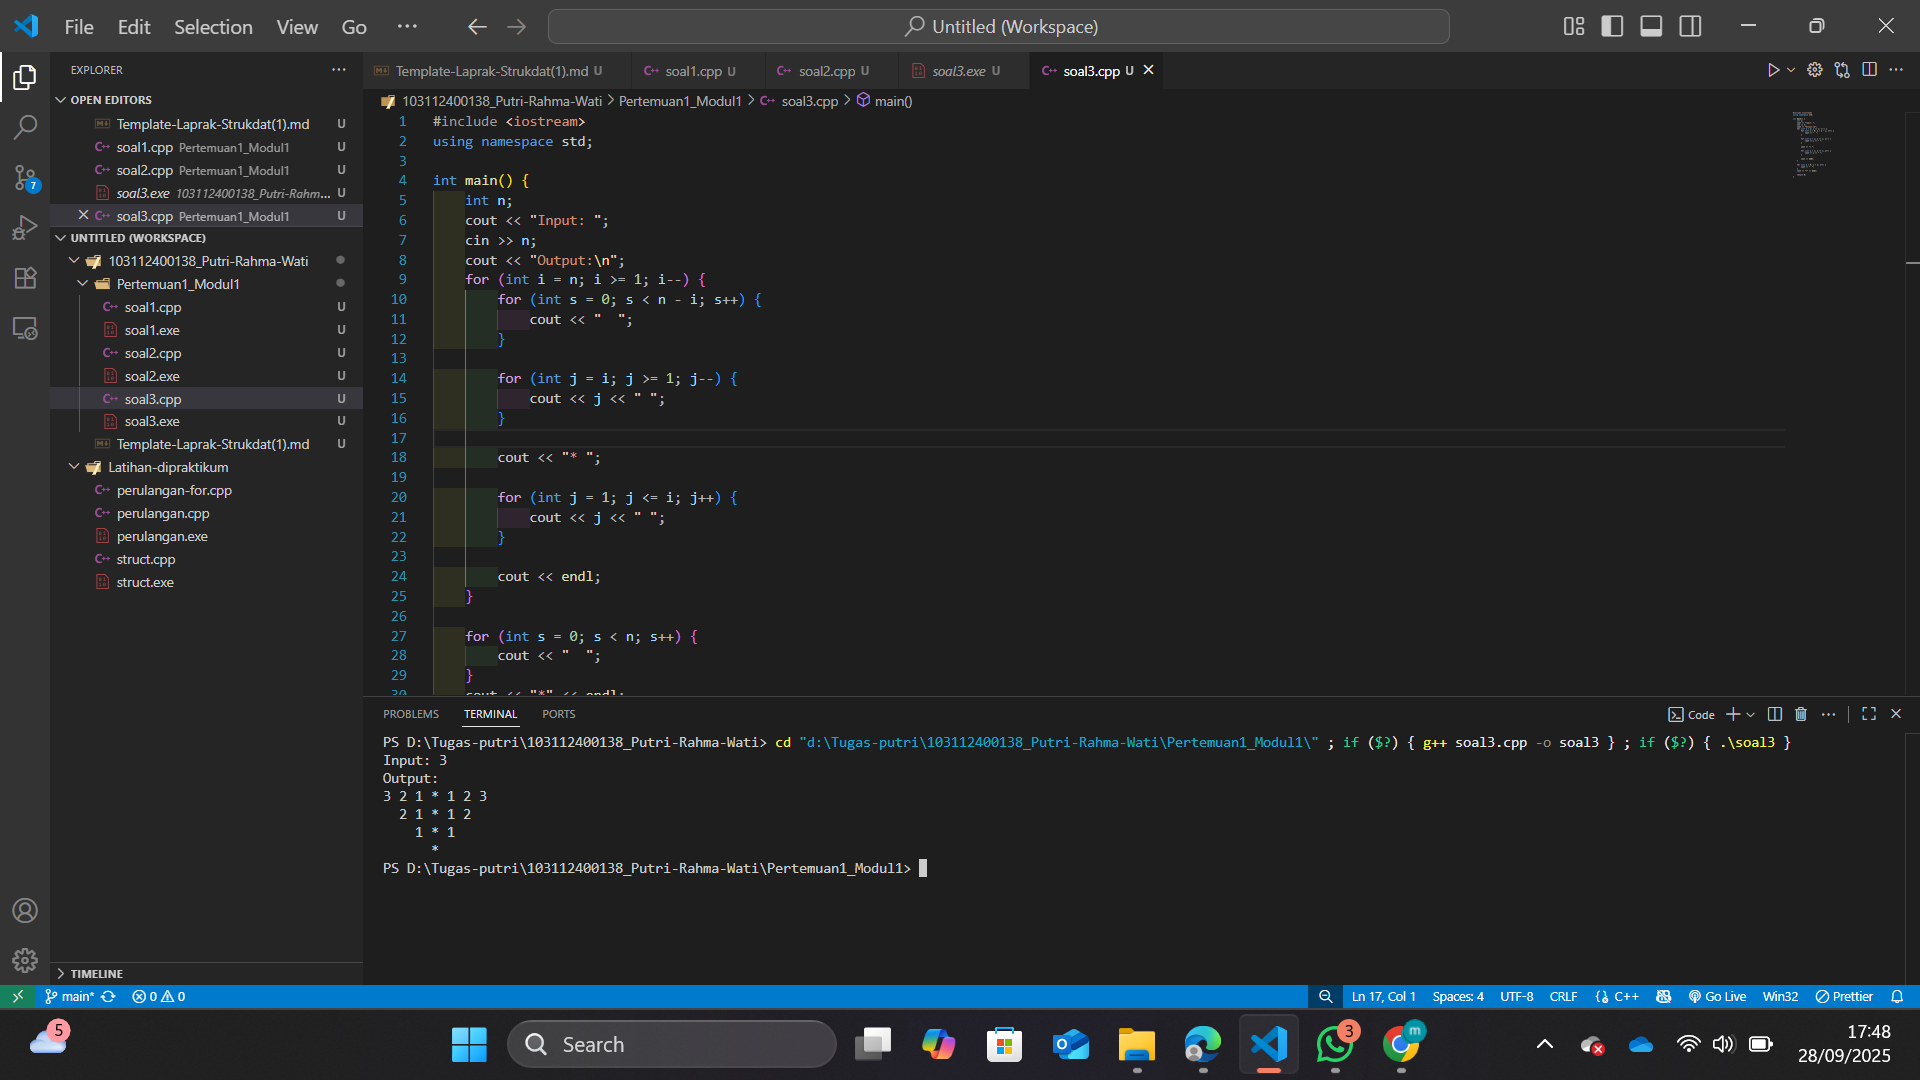 File Edit Selection View Go ··· Untitled (Workspace)
EXPLORER ···
OPEN EDITORS
Template-Laprak-Strukdat(1).md U
soal1.cpp Pertemuan1_Modul1 U
soal2.cpp Pertemuan1_Modul1 U
soal3.exe 103112400138_Putri-Rahm... U
soal3.cpp Pertemuan1_Modul1 U
UNTITLED (WORKSPACE)
103112400138_Putri-Rahma-Wati
Pertemuan1_Modul1
soal1.cpp U
soal1.exe U
soal2.cpp U
soal2.exe U
soal3.cpp U
soal3.exe U
Template-Laprak-Strukdat(1).md U
Latihan-dipraktikum
perulangan-for.cpp
perulangan.cpp
perulangan.exe
struct.cpp
struct.exe
TIMELINE
Template-Laprak-Strukdat(1).md U soal1.cpp U soal2.cpp U soal3.exe U soal3.cpp U
103112400138_Putri-Rahma-Wati > Pertemuan1_Modul1 > soal3.cpp > main()
1 #include <iostream>
2 using namespace std;
3
4 int main() {
5 int n;
6 cout << "Input: ";
7 cin >> n;
8 cout << "Output:\n";
9 for (int i = n; i >= 1; i--) {
10 for (int s = 0; s < n - i; s++) {
11 cout << "  ";
12 }
13
14 for (int j = i; j >= 1; j--) {
15 cout << j << " ";
16 }
17
18 cout << "* ";
19
20 for (int j = 1; j <= i; j++) {
21 cout << j << " ";
22 }
23
24 cout << endl;
25 }
26
27 for (int s = 0; s < n; s++) {
28 cout << "  ";
29 }
30 cout << "*" << endl;
PROBLEMS TERMINAL PORTS Code
PS D:\Tugas-putri\103112400138_Putri-Rahma-Wati> cd "d:\Tugas-putri\103112400138_Putri-Rahma-Wati\Pertemuan1_Modul1\" ; if ($?) { g++ soal3.cpp -o soal3 } ; if ($?) { .\soal3 }
Input: 3
Output:
3 2 1 * 1 2 3
  2 1 * 1 2
    1 * 1
      *
PS D:\Tugas-putri\103112400138_Putri-Rahma-Wati\Pertemuan1_Modul1>
main* 0 0 Ln 17, Col 1 Spaces: 4 UTF-8 CRLF {} C++ Go Live Win32 Prettier
5 Search 3 m 17:48
28/09/2025
7